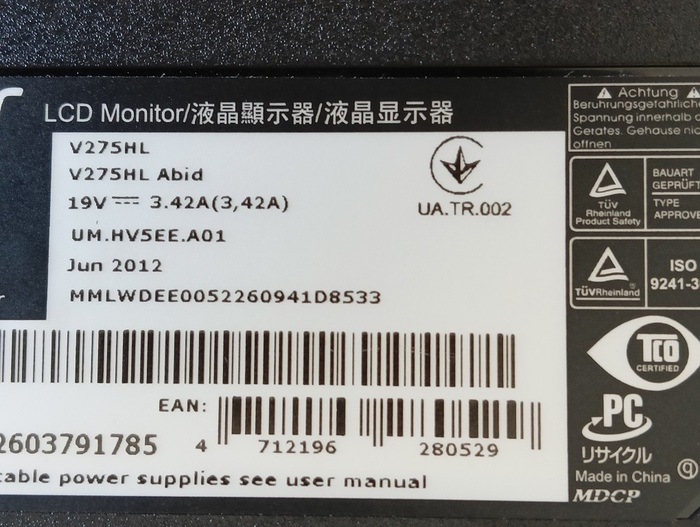 LCD Monitor/液晶顯示器/液晶显示器
V275HL
V275HL Abid
19V ⎓ 3.42A(3,42A)
UM.HV5EE.A01
Jun 2012
MMLWDEE0052260941D8533
UA.TR.002
EAN:
2603791785
4 712196 280529
cable power supplies see user manual
Achtung
Beruhrungsgefahrliche
Spannung innerhalb d
Gerates. Gehause nic
offnen
TÜV
Rheinland
Product Safety
BAUART
GEPRÜFT
TYPE
APPROVE
TÜVRheinland
ISO
9241-3
TCO
CERTIFIED
PC
リサイクル
Made in China
MDCP